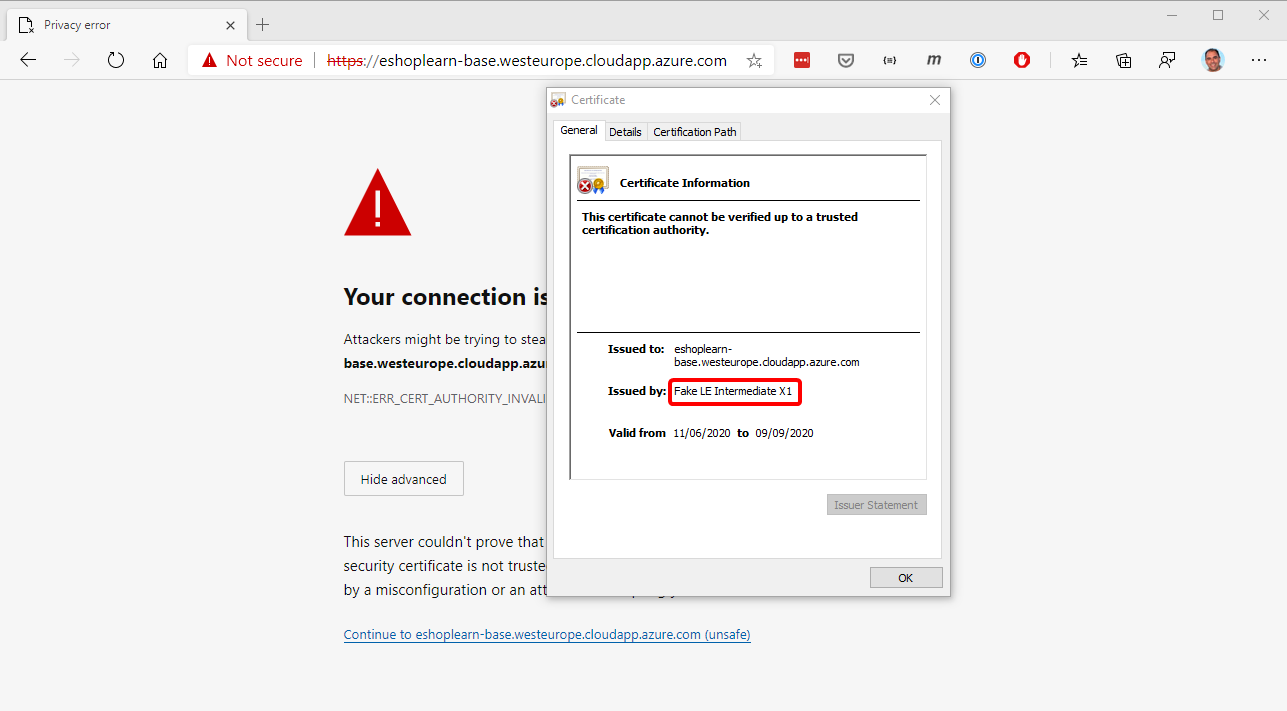 Privacy error
Not secure
https://eshoplearn-base.westeurope.cloudapp.azure.com
m
Certificate
General
Details
Certification Path
Certificate Information
This certificate cannot be verified up to a trusted
certification authority.
Issued to: eshoplearn-
base.westeurope.cloudapp.azure.com
Issued by: Fake LE Intermediate X1
Valid from 11/06/2020 to 09/09/2020
Issuer Statement
OK
Your connection is
Attackers might be trying to stea
base.westeurope.cloudapp.azu
NET::ERR_CERT_AUTHORITY_INVALI
Hide advanced
This server couldn't prove that
security certificate is not truste
by a misconfiguration or an att
Continue to eshoplearn-base.westeurope.cloudapp.azure.com (unsafe)